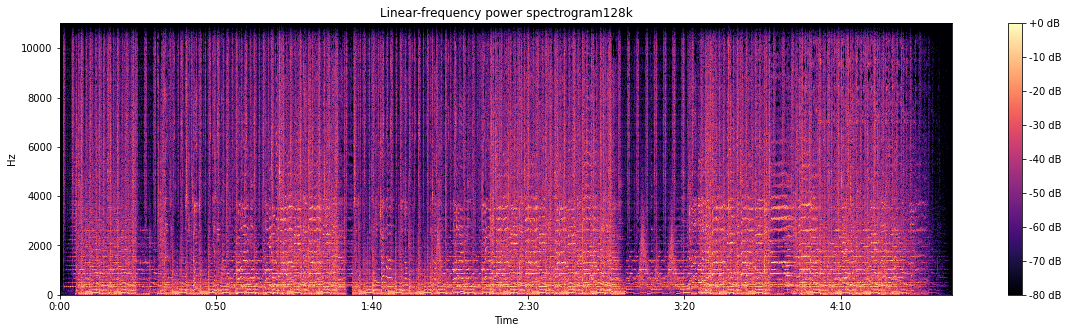 Linear-frequency power spectrogram128k
Hz
10000
8000
6000
4000
2000
0
0:00 0:50 1:40 2:30 3:20 4:10
Time
+0 dB
-10 dB
-20 dB
-30 dB
-40 dB
-50 dB
-60 dB
-70 dB
-80 dB